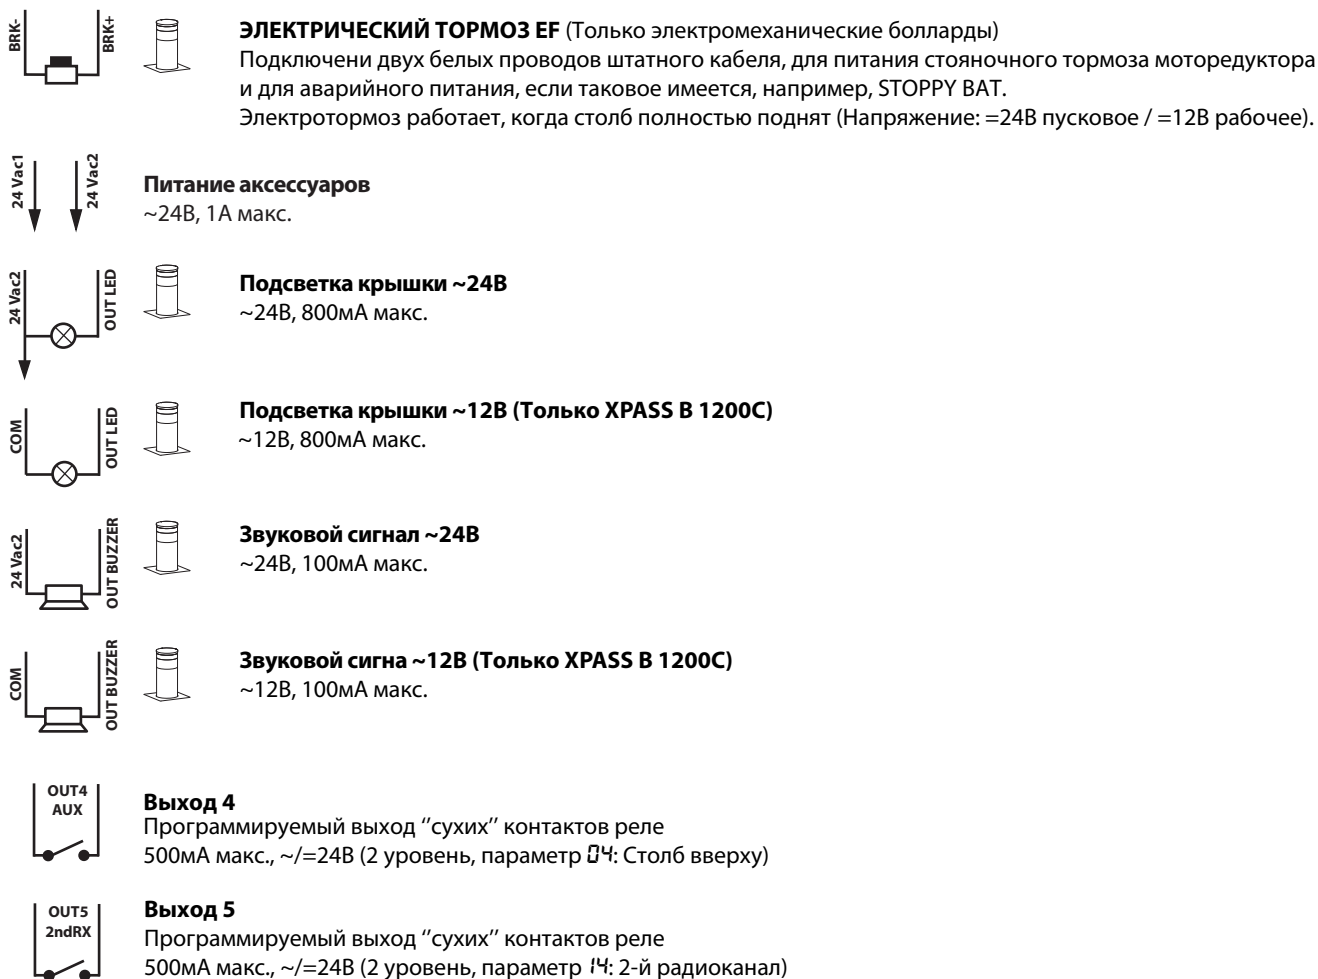 BRK-
BRK+
ЭЛЕКТРИЧЕСКИЙ ТОРМОЗ EF (Только электромеханические болларды)
Подключени двух белых проводов штатного кабеля, для питания стояночного тормоза моторедуктора
и для аварийного питания, если таковое имеется, например, STOPPY BAT.
Электротормоз работает, когда столб полностью поднят (Напряжение: =24В пусковое / =12В рабочее).
24 Vac1
24 Vac2
Питание аксессуаров
~24В, 1А макс.
24 Vac2
OUT LED
Подсветка крышки ~24В
~24В, 800мА макс.
COM
OUT LED
Подсветка крышки ~12В (Только XPASS B 1200C)
~12В, 800мА макс.
24 Vac2
OUT BUZZER
Звуковой сигнал ~24В
~24В, 100мА макс.
COM
OUT BUZZER
Звуковой сигна ~12В (Только XPASS B 1200C)
~12В, 100мА макс.
OUT4
AUX
Выход 4
Программируемый выход ‘’сухих’’ контактов реле
500мА макс., ~/=24В (2 уровень, параметр 04: Столб вверху)
OUT5
2ndRX
Выход 5
Программируемый выход ‘’сухих’’ контактов реле
500мА макс., ~/=24В (2 уровень, параметр 14: 2-й радиоканал)